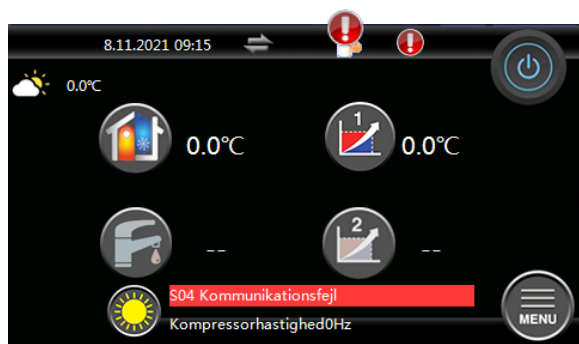 8.11.2021 09:15
0.0℃
0.0℃
1
0.0℃
--
2
--
S04 Kommunikationsfejl
Kompressorhastighed0Hz
MENU